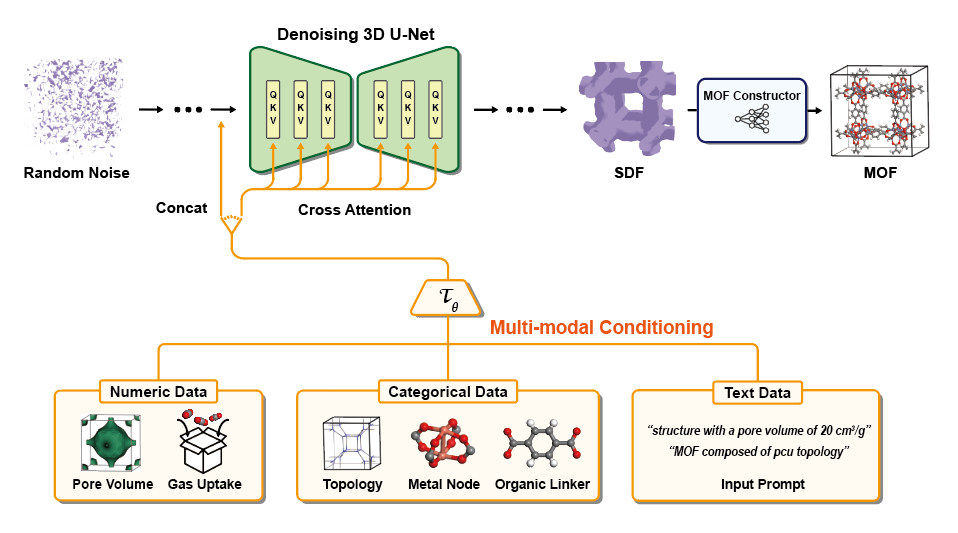 Denoising 3D U-Net
Q K V
Q K V
Q K V
Q K V
Q K V
Q K V
MOF Constructor
Random Noise
SDF
MOF
Concat
Cross Attention
𝒯θ
Multi-modal Conditioning
Numeric Data
Categorical Data
Text Data
“structure with a pore volume of 20 cm³/g”
“MOF composed of pcu topology”
Pore Volume
Gas Uptake
Topology
Metal Node
Organic Linker
Input Prompt